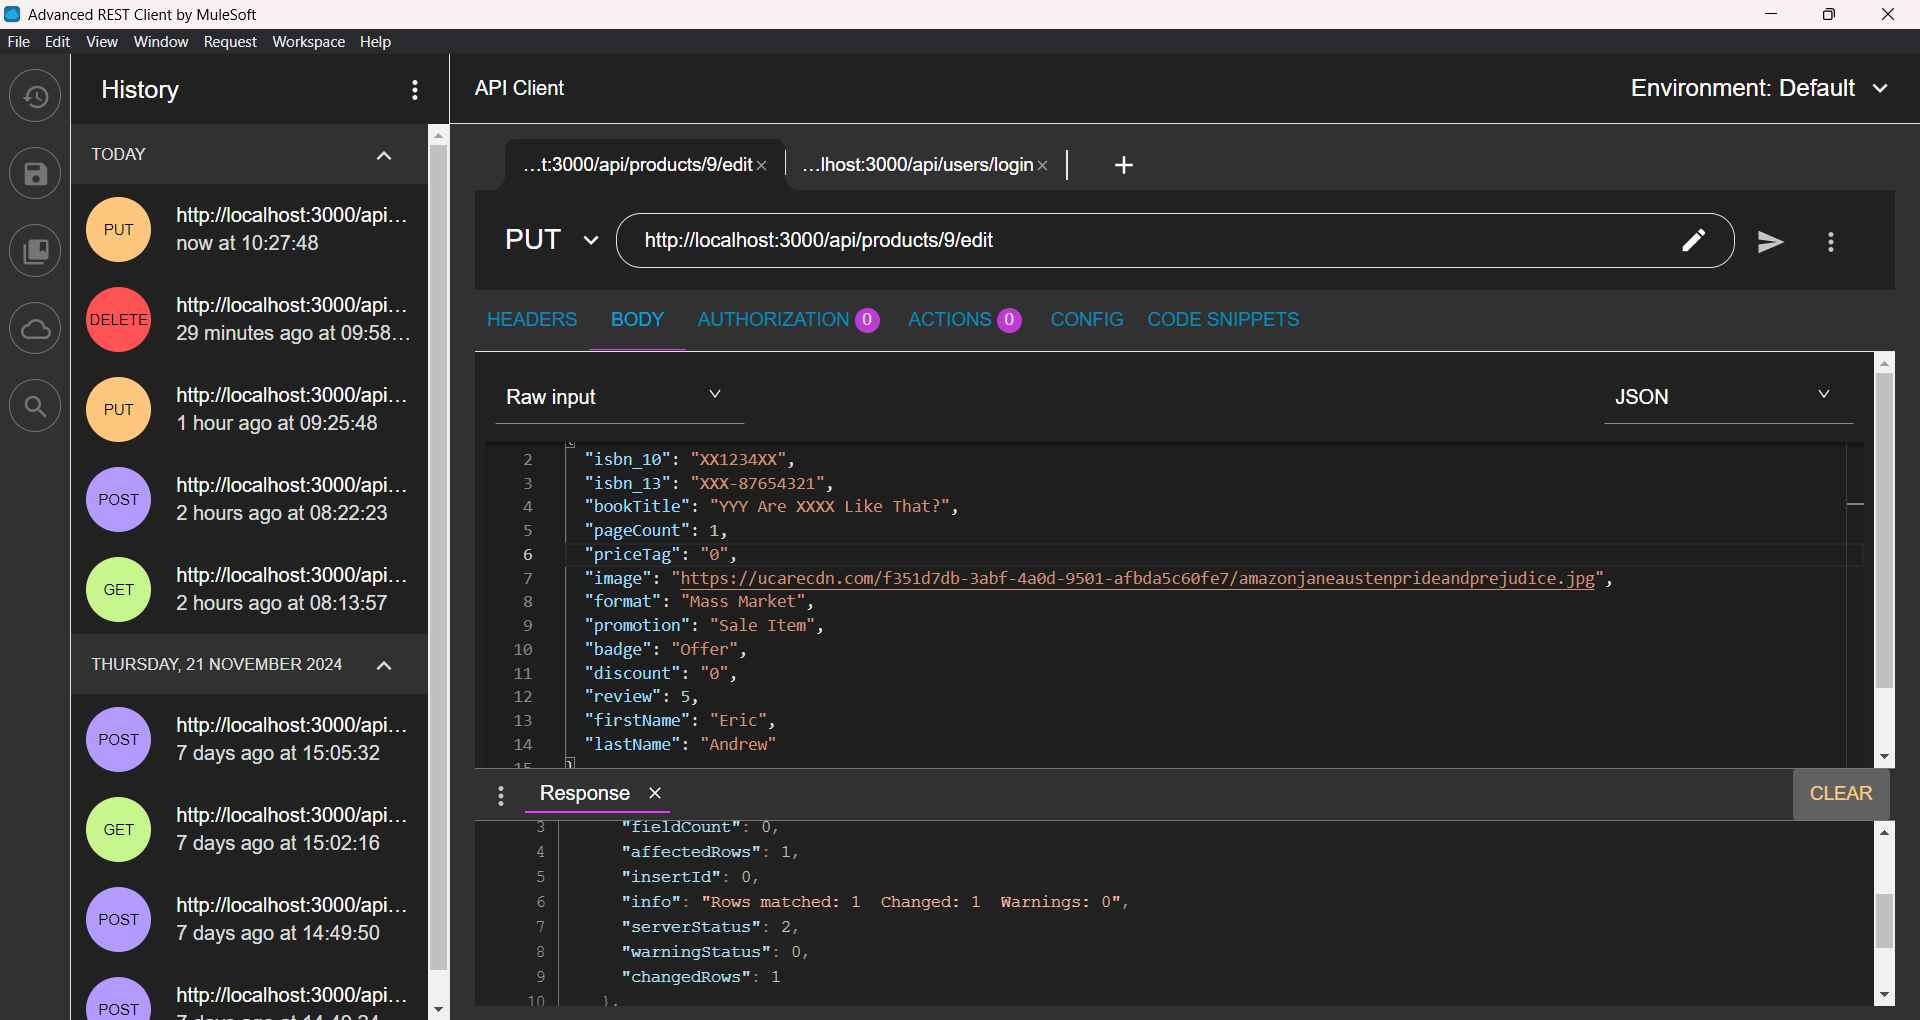 Advanced REST Client by MuleSoft
File Edit View Window Request Workspace Help
History
API Client
Environment: Default
TODAY
PUT
http://localhost:3000/api...
now at 10:27:48
DELETE
http://localhost:3000/api...
29 minutes ago at 09:58...
PUT
http://localhost:3000/api...
1 hour ago at 09:25:48
POST
http://localhost:3000/api...
2 hours ago at 08:22:23
GET
http://localhost:3000/api...
2 hours ago at 08:13:57
THURSDAY, 21 NOVEMBER 2024
POST
http://localhost:3000/api...
7 days ago at 15:05:32
GET
http://localhost:3000/api...
7 days ago at 15:02:16
POST
http://localhost:3000/api...
7 days ago at 14:49:50
POST
http://localhost:3000/api...
...t:3000/api/products/9/edit × ...lhost:3000/api/users/login × +
PUT http://localhost:3000/api/products/9/edit
HEADERS BODY AUTHORIZATION 0 ACTIONS 0 CONFIG CODE SNIPPETS
Raw input JSON
2 "isbn_10": "XX1234XX",
3 "isbn_13": "XXX-87654321",
4 "bookTitle": "YYY Are XXXX Like That?",
5 "pageCount": 1,
6 "priceTag": "0",
7 "image": "https://ucarecdn.com/f351d7db-3abf-4a0d-9501-afbda5c60fe7/amazonjaneaustenprideandprejudice.jpg",
8 "format": "Mass Market",
9 "promotion": "Sale Item",
10 "badge": "Offer",
11 "discount": "0",
12 "review": 5,
13 "firstName": "Eric",
14 "lastName": "Andrew"
15 }
Response × CLEAR
3 "fieldCount": 0,
4 "affectedRows": 1,
5 "insertId": 0,
6 "info": "Rows matched: 1  Changed: 1  Warnings: 0",
7 "serverStatus": 2,
8 "warningStatus": 0,
9 "changedRows": 1
10 },